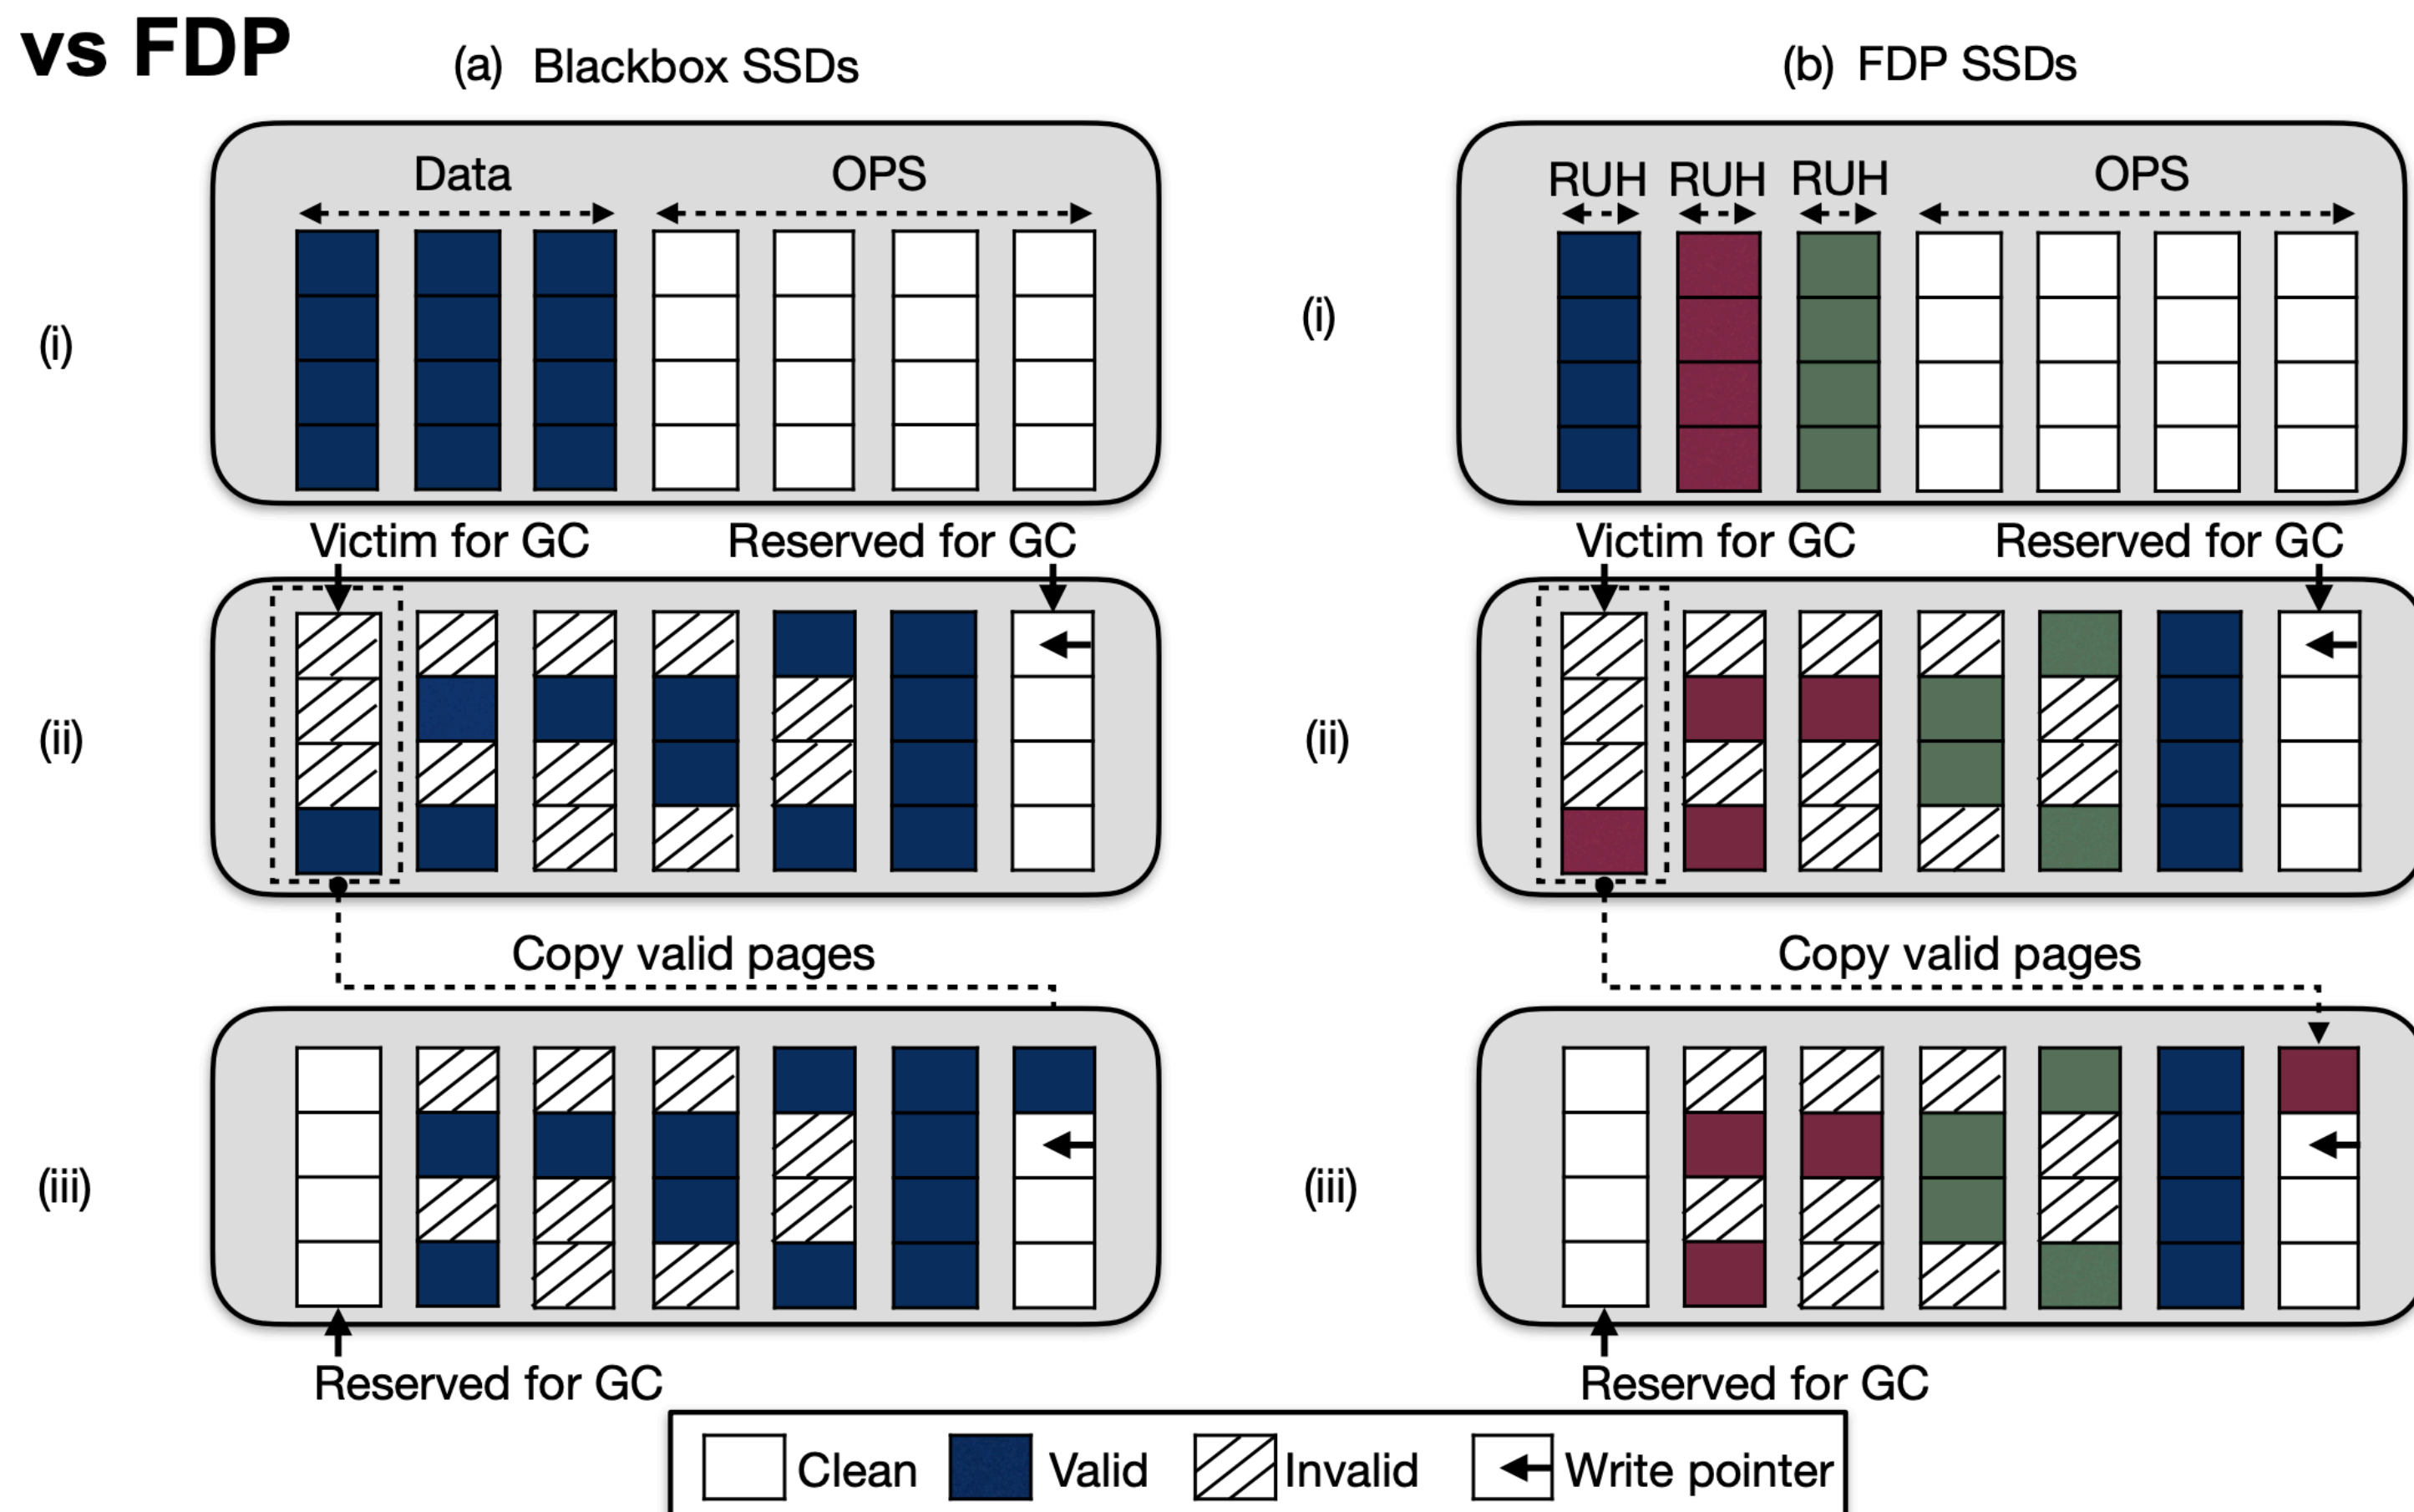 vs FDP
(a) Blackbox SSDs
(b) FDP SSDs
Data
OPS
RUH RUH RUH
OPS
(i)
(i)
Victim for GC
Reserved for GC
Victim for GC
Reserved for GC
(ii)
(ii)
Copy valid pages
Copy valid pages
(iii)
(iii)
Reserved for GC
Reserved for GC
Clean
Valid
Invalid
Write pointer